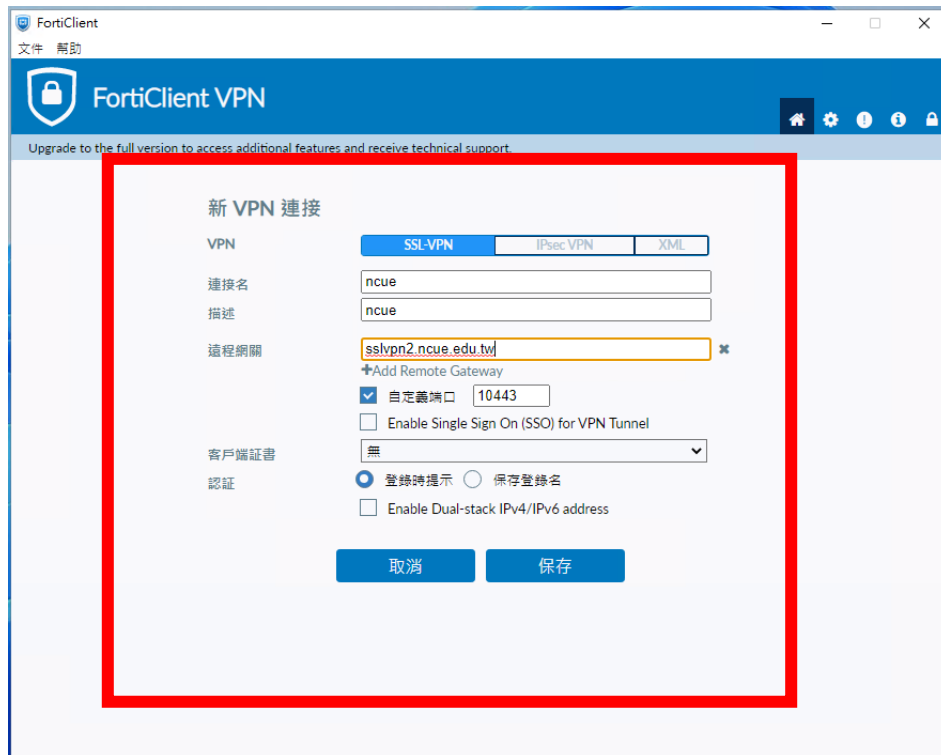 FortiClient
文件 幫助
FortiClient VPN
Upgrade to the full version to access additional features and receive technical support.
新 VPN 連接
VPN SSL-VPN IPsec VPN XML
連接名 ncue
描述 ncue
遠程網關 sslvpn2.ncue.edu.tw
+Add Remote Gateway
自定義端口 10443
Enable Single Sign On (SSO) for VPN Tunnel
客戶端証書 無
認証 登錄時提示 保存登錄名
Enable Dual-stack IPv4/IPv6 address
取消 保存